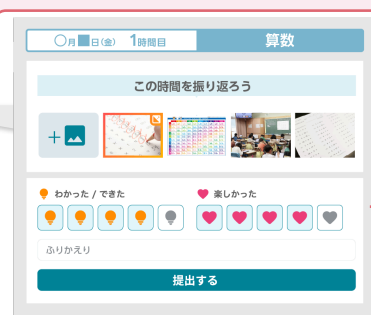 〇月■日(金) 1時間目
算数
この時間を振り返ろう
+
わかった / できた
楽しかった
ふりかえり
提出する